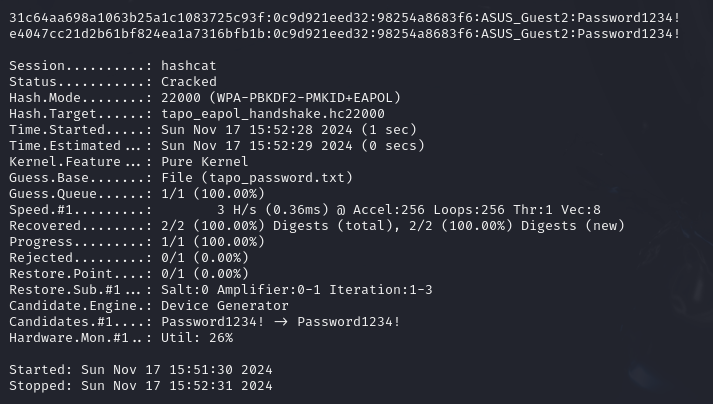 31c64aa698a1063b25a1c1083725c93f:0c9d921eed32:98254a8683f6:ASUS_Guest2:Password1234!
e4047cc21d2b61bf824ea1a7316bfb1b:0c9d921eed32:98254a8683f6:ASUS_Guest2:Password1234!
Session..........: hashcat
Status...........: Cracked
Hash.Mode........: 22000 (WPA-PBKDF2-PMKID+EAPOL)
Hash.Target......: tapo_eapol_handshake.hc22000
Time.Started.....: Sun Nov 17 15:52:28 2024 (1 sec)
Time.Estimated...: Sun Nov 17 15:52:29 2024 (0 secs)
Kernel.Feature...: Pure Kernel
Guess.Base.......: File (tapo_password.txt)
Guess.Queue......: 1/1 (100.00%)
Speed.#1.........:        3 H/s (0.36ms) @ Accel:256 Loops:256 Thr:1 Vec:8
Recovered........: 2/2 (100.00%) Digests (total), 2/2 (100.00%) Digests (new)
Progress.........: 1/1 (100.00%)
Rejected.........: 0/1 (0.00%)
Restore.Point....: 0/1 (0.00%)
Restore.Sub.#1...: Salt:0 Amplifier:0-1 Iteration:1-3
Candidate.Engine.: Device Generator
Candidates.#1....: Password1234! -> Password1234!
Hardware.Mon.#1..: Util: 26%
Started: Sun Nov 17 15:51:30 2024
Stopped: Sun Nov 17 15:52:31 2024